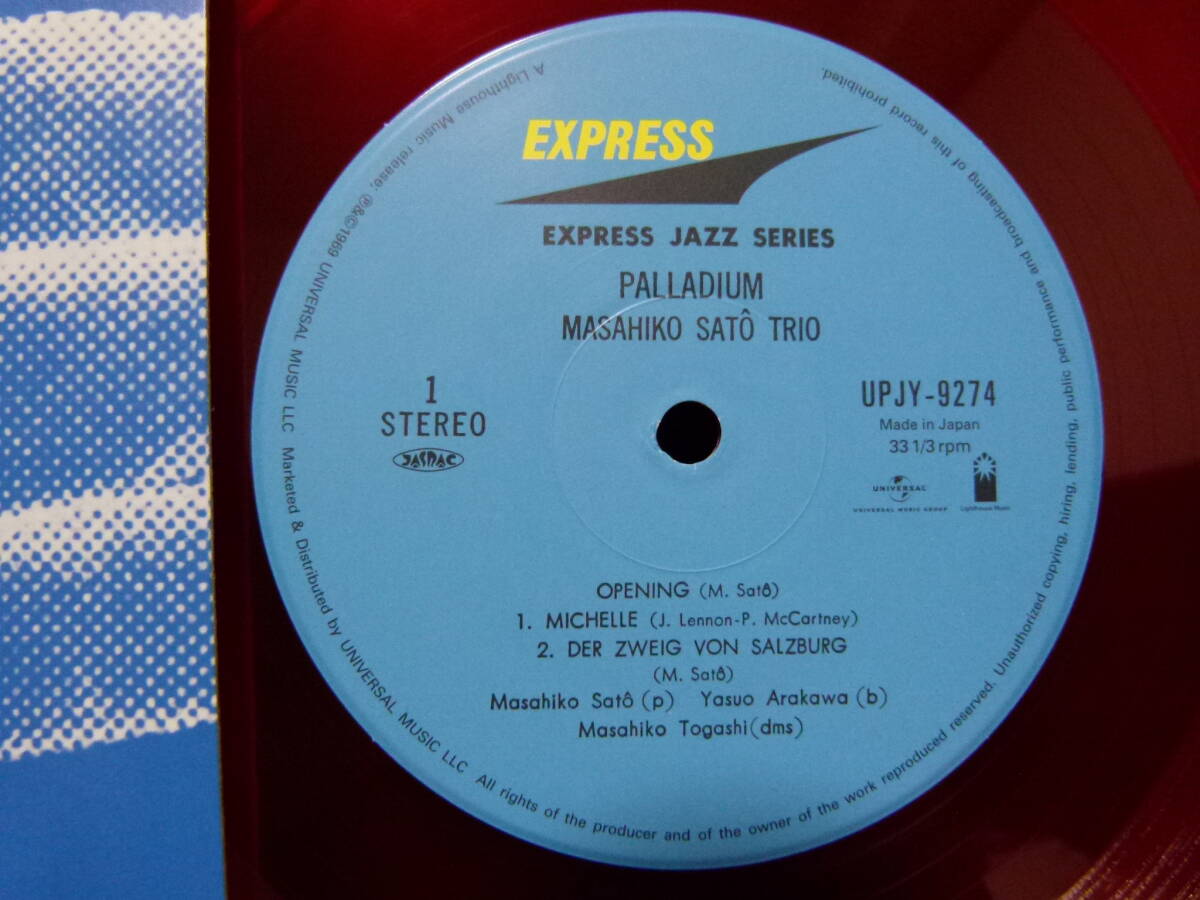 EXPRESS
EXPRESS JAZZ SERIES
PALLADIUM
MASAHIKO SATÔ TRIO
1
STEREO
JASRAC
UPJY-9274
Made in Japan
33 1/3 rpm
UNIVERSAL
UNIVERSAL MUSIC GROUP
Lighthouse Music
OPENING (M. Satô)
1. MICHELLE (J. Lennon-P. McCartney)
2. DER ZWEIG VON SALZBURG
(M. Satô)
Masahiko Satô (p) Yasuo Arakawa (b)
Masahiko Togashi (dms)
A Lighthouse Music release, ℗&©1969 UNIVERSAL MUSIC LLC Marketed & Distributed by UNIVERSAL MUSIC LLC All rights of the producer and of the owner of the work reproduced reserved. Unauthorized copying, hiring, lending, public performance and broadcasting of this record prohibited.